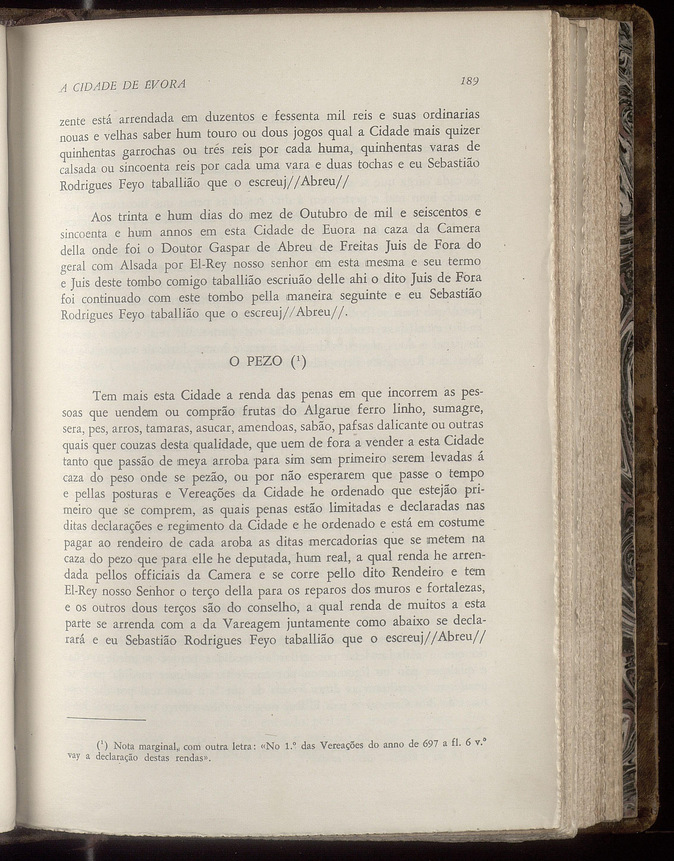 A CIDADE DE ÉVORA 189
zente está arrendada em duzentos e fessenta mil reis e suas ordinarias
nouas e velhas saber hum touro ou dous jogos qual a Cidade mais quizer
quinhentas garrochas ou três reis por cada huma, quinhentas varas de
calsada ou sincoenta reis por cada uma vara e duas tochas e eu Sebastião
Rodrigues Feyo taballião que o escreuj//Abreu//
Aos trinta e hum dias do mez de Outubro de mil e seiscentos e
sincoenta e hum annos em esta Cidade de Euora na caza da Camera
della onde foi o Doutor Gaspar de Abreu de Freitas Juis de Fora do
geral com Alsada por El-Rey nosso senhor em esta mesma e seu termo
e Juis deste tombo comigo taballião escriuão delle ahi o dito Juis de Fora
foi continuado com este tombo pella maneira seguinte e eu Sebastião
Rodrigues Feyo taballião que o escreuj//Abreu//.
O PEZO (¹)
Tem mais esta Cidade a renda das penas em que incorrem as pes-
soas que uendem ou comprão frutas do Algarue ferro linho, sumagre,
sera, pes, arros, tamaras, asucar, amendoas, sabão, pafsas dalicante ou outras
quais quer couzas desta qualidade, que uem de fora a vender a esta Cidade
tanto que passão de meya arroba para sim sem primeiro serem levadas á
caza do peso onde se pezão, ou por não esperarem que passe o tempo
e pellas posturas e Vereações da Cidade he ordenado que estejão pri-
meiro que se comprem, as quais penas estão limitadas e declaradas nas
ditas declarações e regimento da Cidade e he ordenado e está em costume
pagar ao rendeiro de cada aroba as ditas mercadorias que se metem na
caza do pezo que para elle he deputada, hum real, a qual renda he arren-
dada pellos officiais da Camera e se corre pello dito Rendeiro e tem
El-Rey nosso Senhor o terço della para os reparos dos muros e fortalezas,
e os outros dous terços são do conselho, a qual renda de muitos a esta
parte se arrenda com a da Vareagem juntamente como abaixo se decla-
rará e eu Sebastião Rodrigues Feyo taballião que o escreuj//Abreu//
(¹) Nota marginal, com outra letra: «No 1.º das Vereações do anno de 697 a fl. 6 v.º
vay a declaração destas rendas».